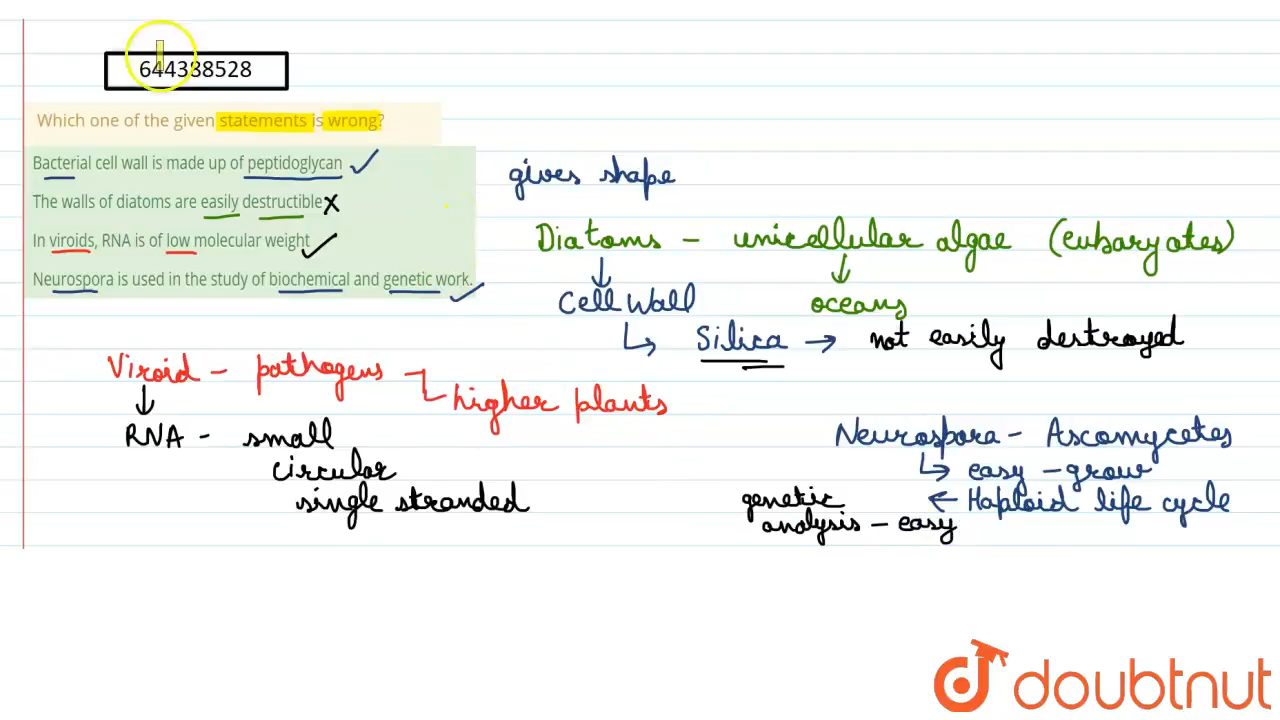 644338528
Which one of the given statements is wrong?
Bacterial cell wall is made up of peptidoglycan ✓
The walls of diatoms are easily destructible X
In viroids, RNA is of low molecular weight ✓
Neurospora is used in the study of biochemical and genetic work. ✓
gives shape
Diatoms - unicellular algae (eukaryotes)
↓ ↓
Cell Wall oceans
↳ Silica → not easily destroyed
Viroid - pathogens
↓ higher plants
RNA - small
circular
single stranded
Neurospora - Ascomycetes
↳ easy - grow
← Haploid life cycle
genetic
analysis - easy
doubtnut